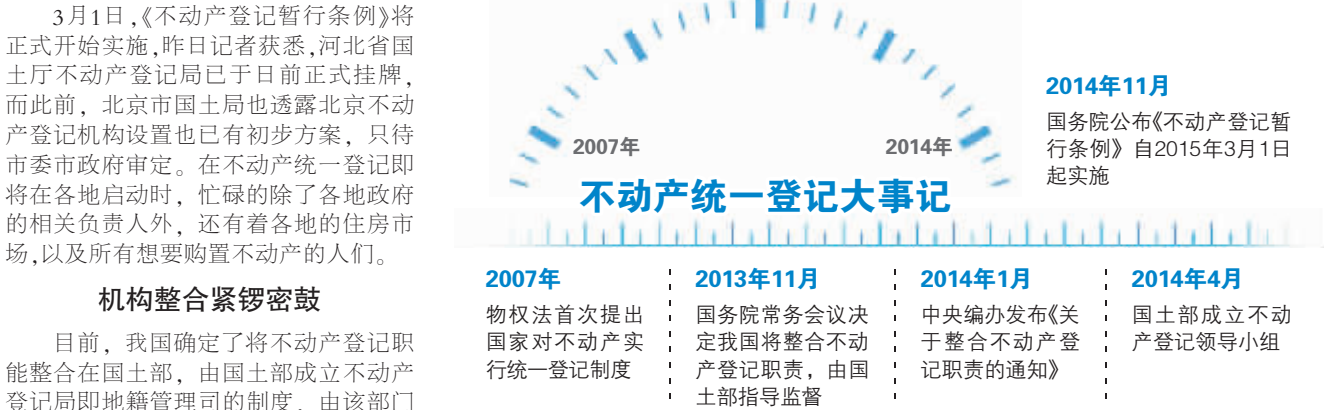 3月1日,《不动产登记暂行条例》将
正式开始实施,昨日记者获悉,河北省国
土厅不动产登记局已于日前正式挂牌,
而此前，北京市国土局也透露北京不动
产登记机构设置也已有初步方案，只待
市委市政府审定。在不动产统一登记即
将在各地启动时，忙碌的除了各地政府
的相关负责人外，还有着各地的住房市
场,以及所有想要购置不动产的人们。
机构整合紧锣密鼓
目前，我国确定了将不动产登记职
能整合在国土部，由国土部成立不动产
登记局即地籍管理司的制度，由该部门
2007年
2014年
不动产统一登记大事记
2014年11月
国务院公布《不动产登记暂
行条例》自2015年3月1日
起实施
2007年
物权法首次提出
国家对不动产实
行统一登记制度
2013年11月
国务院常务会议决
定我国将整合不动
产登记职责，由国
土部指导监督
2014年1月
中央编办发布《关
于整合不动产登
记职责的通知》
2014年4月
国土部成立不动
产登记领导小组